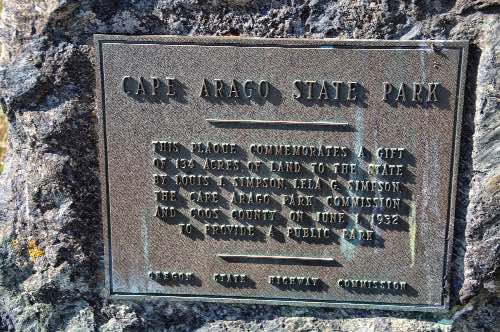 CAPE ARAGO STATE PARK
THIS PLAQUE COMMEMORATES A GIFT
OF 134 ACRES OF LAND TO THE STATE
BY LOUIS J. SIMPSON, LELA G. SIMPSON,
THE CAPE ARAGO PARK COMMISSION
AND COOS COUNTY ON JUNE 1, 1932
TO PROVIDE A PUBLIC PARK
OREGON STATE HIGHWAY COMMISSION